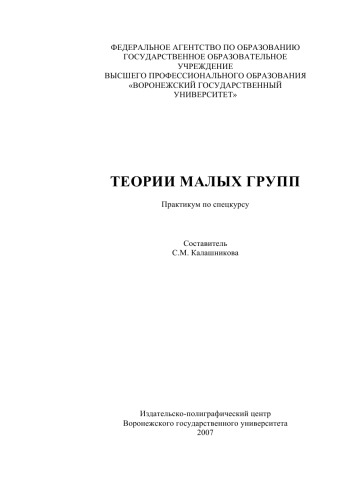 ФЕДЕРАЛЬНОЕ АГЕНТСТВО ПО ОБРАЗОВАНИЮ
ГОСУДАРСТВЕННОЕ ОБРАЗОВАТЕЛЬНОЕ
УЧРЕЖДЕНИЕ
ВЫСШЕГО ПРОФЕССИОНАЛЬНОГО ОБРАЗОВАНИЯ
«ВОРОНЕЖСКИЙ ГОСУДАРСТВЕННЫЙ
УНИВЕРСИТЕТ»
ТЕОРИИ МАЛЫХ ГРУПП
Практикум по спецкурсу
Составитель
С.М. Калашникова
Издательско-полиграфический центр
Воронежского государственного университета
2007